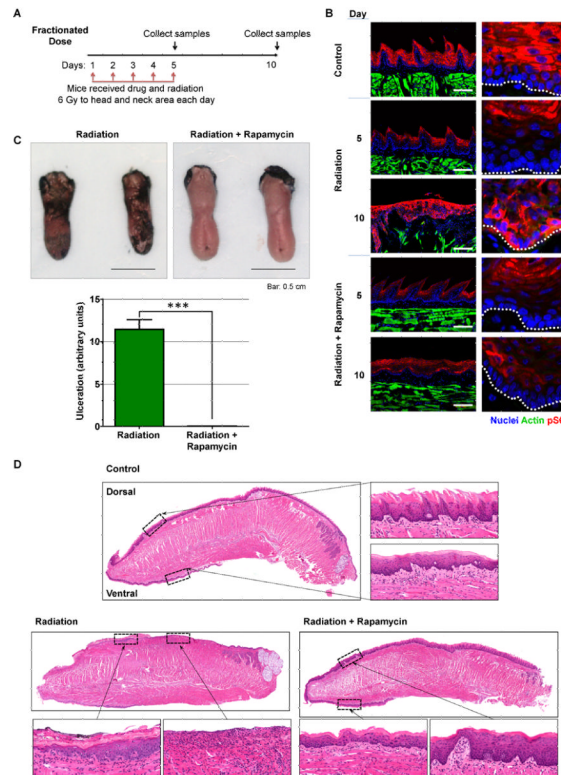 A
Fractionated
Dose
Collect samples
Collect samples
Days: 1 2 3 4 5 10
Mice received drug and radiation
6 Gy to head and neck area each day
B
Day
Control
Radiation
5
10
Radiation + Rapamycin
5
10
Nuclei Actin
C
Radiation
Radiation + Rapamycin
Bar: 0.5 cm
Ulceration (arbitrary units)
15
10
5
0
***
Radiation
Radiation +
Rapamycin
D
Control
Dorsal
Ventral
Radiation
Radiation + Rapamycin